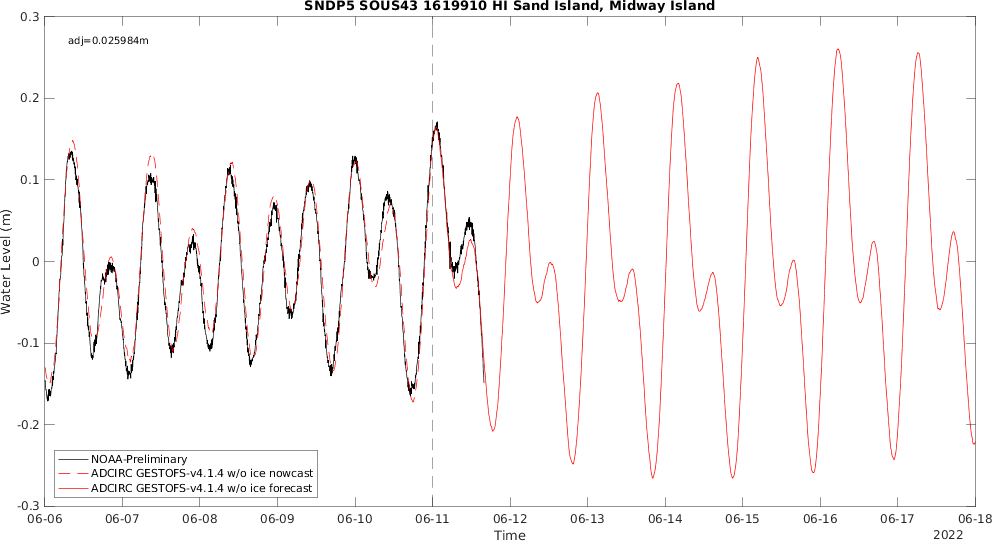 SNDP5 SOUS43 1619910 HI Sand Island, Midway Island
adj=0.025984m
0.3
0.2
0.1
0
-0.1
-0.2
-0.3
Water Level (m)
NOAA-Preliminary
ADCIRC GESTOFS-v4.1.4 w/o ice nowcast
ADCIRC GESTOFS-v4.1.4 w/o ice forecast
06-06 06-07 06-08 06-09 06-10 06-11 06-12 06-13 06-14 06-15 06-16 06-17 06-18
Time
2022